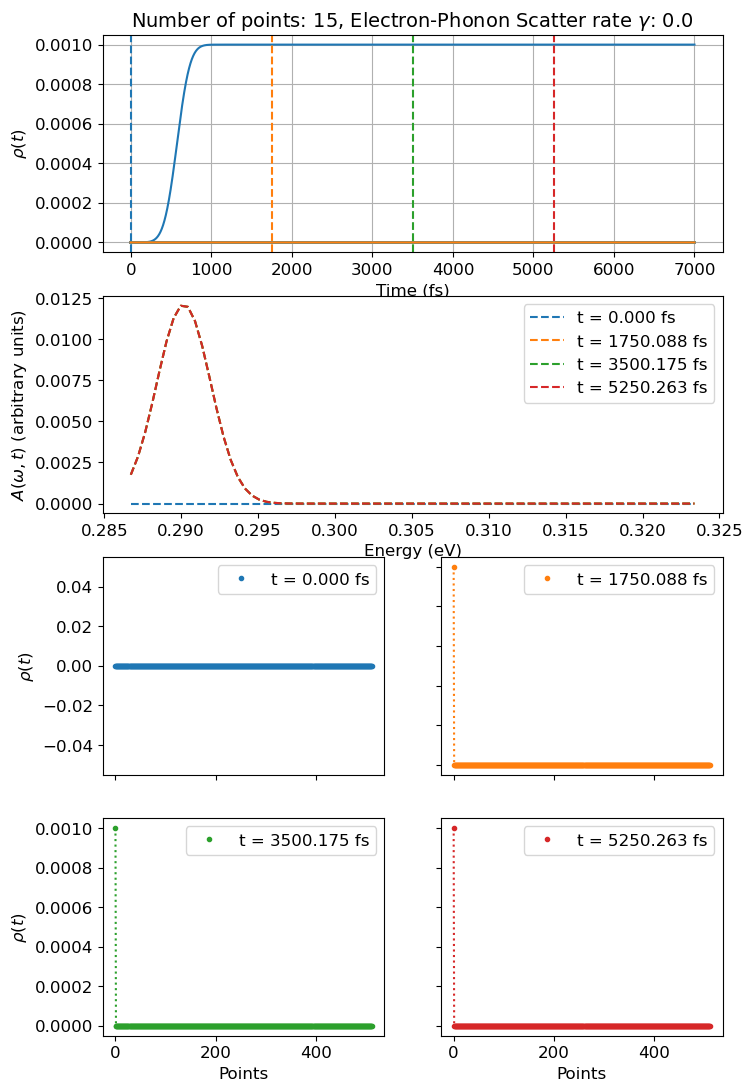 Number of points: 15, Electron-Phonon Scatter rate γ: 0.0
0.0010
0.0008
0.0006
0.0004
0.0002
0.0000
ρ(t)
0 1000 2000 3000 4000 5000 6000 7000
Time (fs)
0.0125
0.0100
0.0075
0.0050
0.0025
0.0000
A(ω, t) (arbitrary units)
t = 0.000 fs
t = 1750.088 fs
t = 3500.175 fs
t = 5250.263 fs
0.285 0.290 0.295 0.300 0.305 0.310 0.315 0.320 0.325
Energy (eV)
0.04
0.02
0.00
−0.02
−0.04
ρ(t)
t = 0.000 fs
t = 1750.088 fs
0.0010
0.0008
0.0006
0.0004
0.0002
0.0000
ρ(t)
t = 3500.175 fs
t = 5250.263 fs
0 200 400
Points
0 200 400
Points